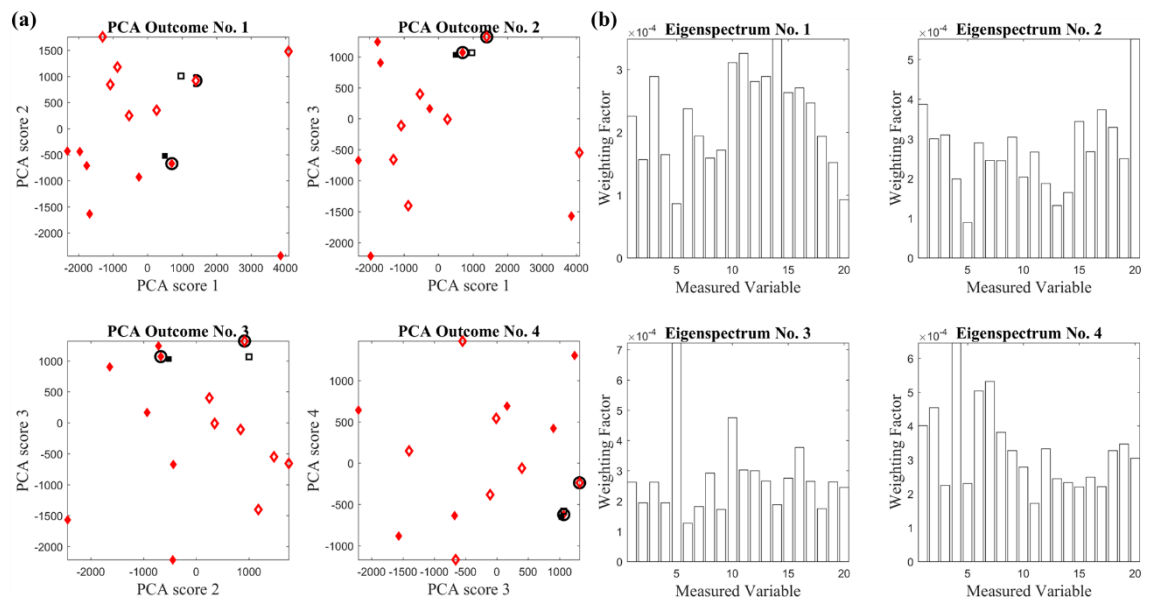 (a)
PCA Outcome No. 1
PCA score 2
1500
1000
500
0
-500
-1000
-1500
-2000
-2000 -1000 0 1000 2000 3000 4000
PCA score 1
PCA Outcome No. 2
PCA score 3
1000
500
0
-500
-1000
-1500
-2000
-2000 -1000 0 1000 2000 3000 4000
PCA score 1
(b)
Eigenspectrum No. 1
×10⁻⁴
Weighting Factor
3
2
1
0
5 10 15 20
Measured Variable
Eigenspectrum No. 2
×10⁻⁴
Weighting Factor
5
4
3
2
1
0
5 10 15 20
Measured Variable
PCA Outcome No. 3
PCA score 3
1000
500
0
-500
-1000
-1500
-2000
-2000 -1000 0 1000
PCA score 2
PCA Outcome No. 4
PCA score 4
1000
500
0
-500
-1000
-2000 -1500 -1000 -500 0 500 1000
PCA score 3
Eigenspectrum No. 3
×10⁻⁴
Weighting Factor
7
6
5
4
3
2
1
0
5 10 15 20
Measured Variable
Eigenspectrum No. 4
×10⁻⁴
Weighting Factor
6
5
4
3
2
1
0
5 10 15 20
Measured Variable